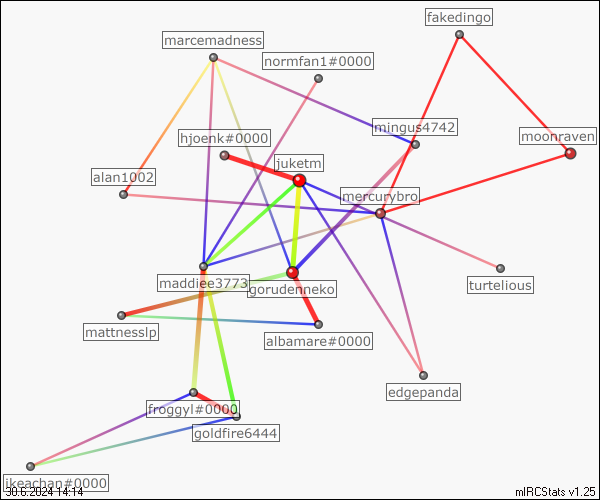 fakedingo
marcemadness
normfan1#0000
mingus4742
hjoenk#0000
moonraven
juketm
alan1002
mercurybro
maddiee3773
gorudenneko
turtelious
mattnesslp
albamare#0000
edgepanda
froggyl#0000
goldfire6444
ikeachan#0000
30.6.2024 14:14
mIRCStats v1.25